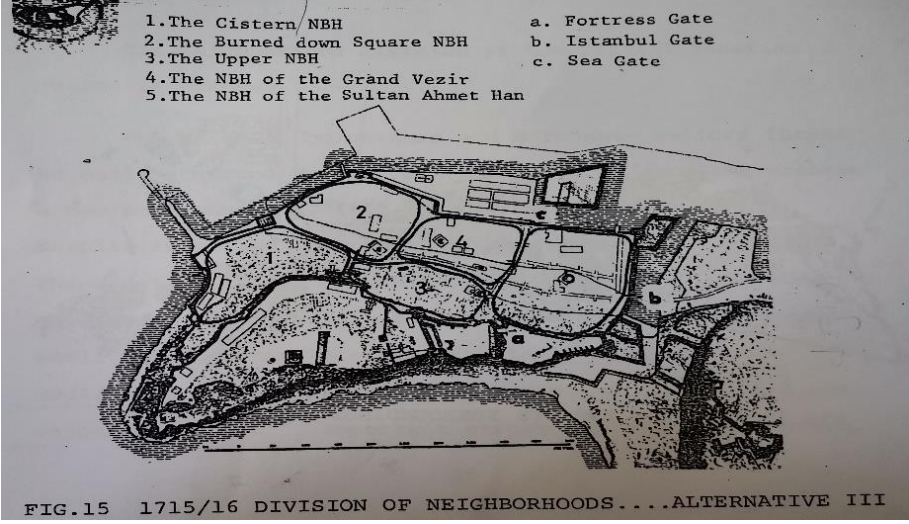 1.The Cistern NBH
2.The Burned down Square NBH
3.The Upper NBH
4.The NBH of the Grand Vezir
5.The NBH of the Sultan Ahmet Han
a. Fortress Gate
b. Istanbul Gate
c. Sea Gate
2
c
4
1
5
3
b
a
FIG.15 1715/16 DIVISION OF NEIGHBORHOODS....ALTERNATIVE III